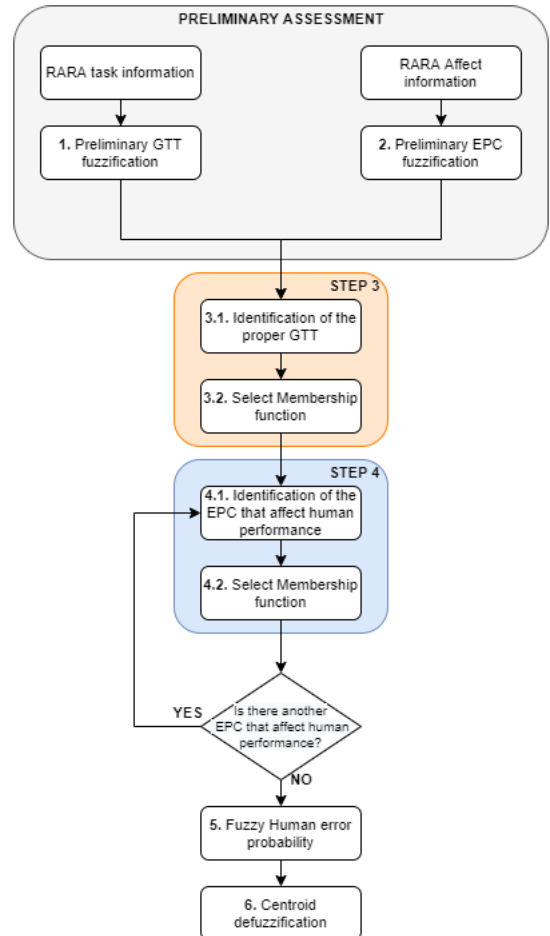 PRELIMINARY ASSESSMENT
RARA task information
RARA Affect
information
1. Preliminary GTT
fuzzification
2. Preliminary EPC
fuzzification
STEP 3
3.1. Identification of the
proper GTT
3.2. Select Membership
function
STEP 4
4.1. Identification of the
EPC that affect human
performance
4.2. Select Membership
function
Is there another
EPC that affect human
performance?
YES
NO
5. Fuzzy Human error
probability
6. Centroid
defuzzification